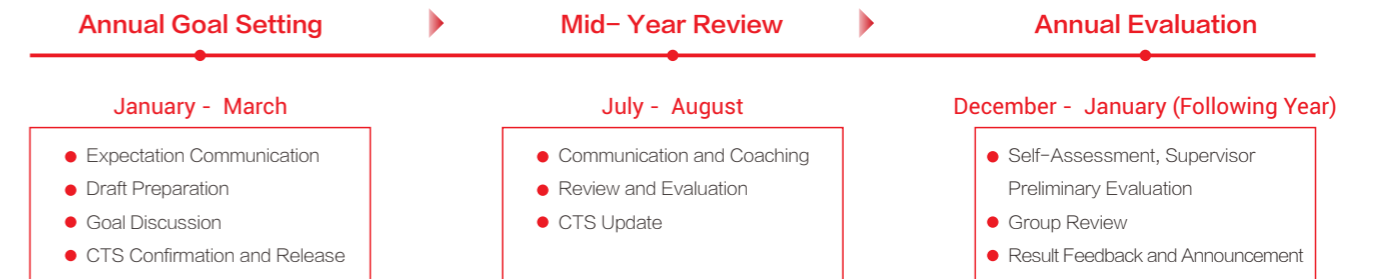 Annual Goal Setting
Mid-Year Review
Annual Evaluation
January - March
July - August
December - January (Following Year)
Expectation Communication
Draft Preparation
Goal Discussion
CTS Confirmation and Release
Communication and Coaching
Review and Evaluation
CTS Update
Self-Assessment, Supervisor
Preliminary Evaluation
Group Review
Result Feedback and Announcement